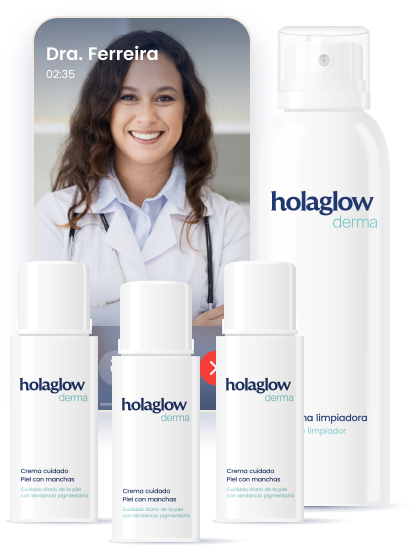 Dra. Ferreira
02:35
holaglow
derma
limpiadora
limpiador
holaglow
derma
Crema cuidado
Piel con manchas
Cuidado diario de la piel
con tendencia pigmentaria
holaglow
derma
Crema cuidado
Piel con manchas
Cuidado diario de la piel
con tendencia pigmentaria
holaglow
derma
Crema cuidado
Piel con manchas
Cuidado diario de la piel
con tendencia pigmentaria